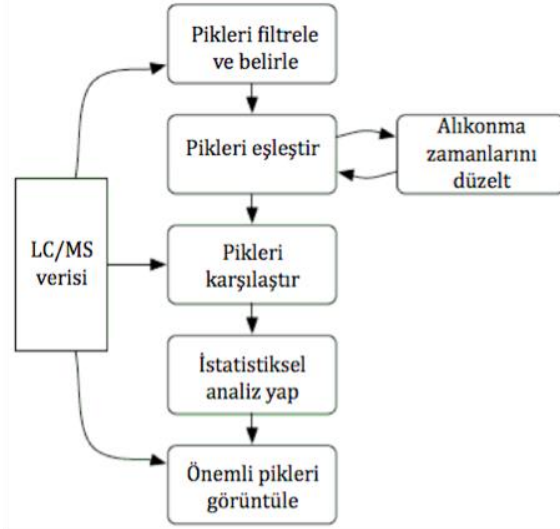 Pikleri filtrele
ve belirle
Pikleri eşleştir
Alıkonma
zamanlarını
düzelt
LC/MS
verisi
Pikleri
karşılaştır
İstatistiksel
analiz yap
Önemli pikleri
görüntüle